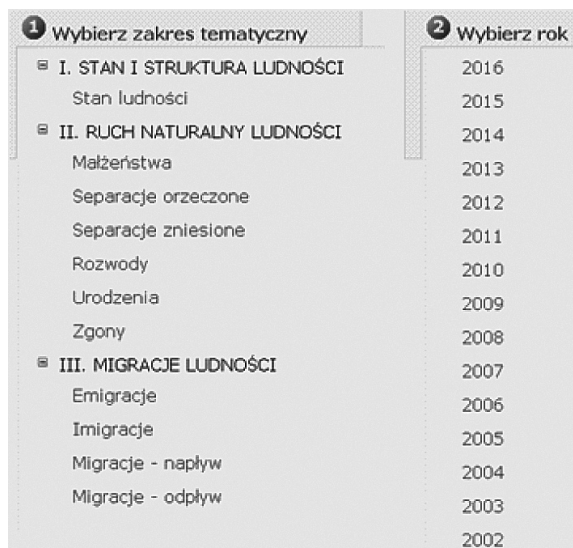 1 Wybierz zakres tematyczny
I. STAN I STRUKTURA LUDNOŚCI
Stan ludności
II. RUCH NATURALNY LUDNOŚCI
Małżeństwa
Separacje orzeczone
Separacje zniesione
Rozwody
Urodzenia
Zgony
III. MIGRACJE LUDNOŚCI
Emigracje
Imigracje
Migracje - napływ
Migracje - odpływ
2 Wybierz rok
2016
2015
2014
2013
2012
2011
2010
2009
2008
2007
2006
2005
2004
2003
2002